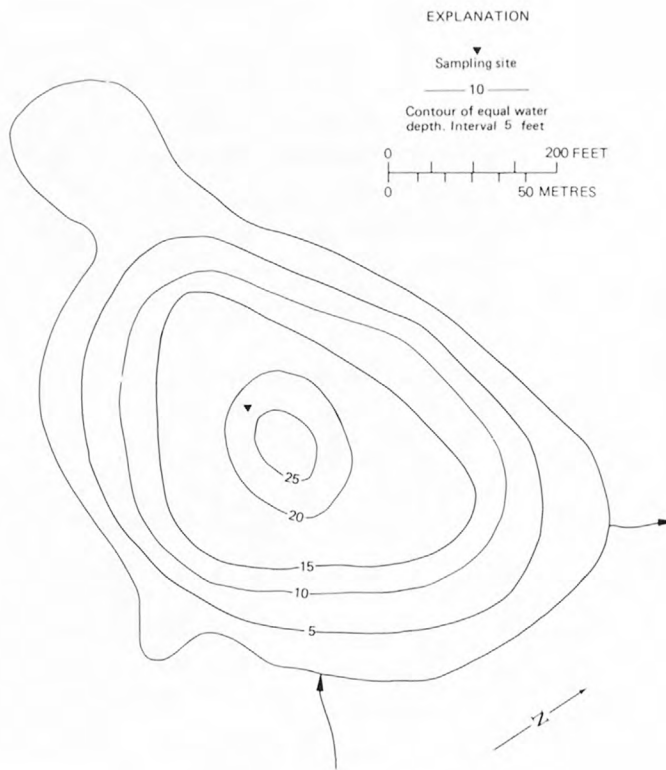 EXPLANATION
Sampling site
10
Contour of equal water
depth. Interval 5 feet
0 200 FEET
0 50 METRES
25
20
15
10
5
N